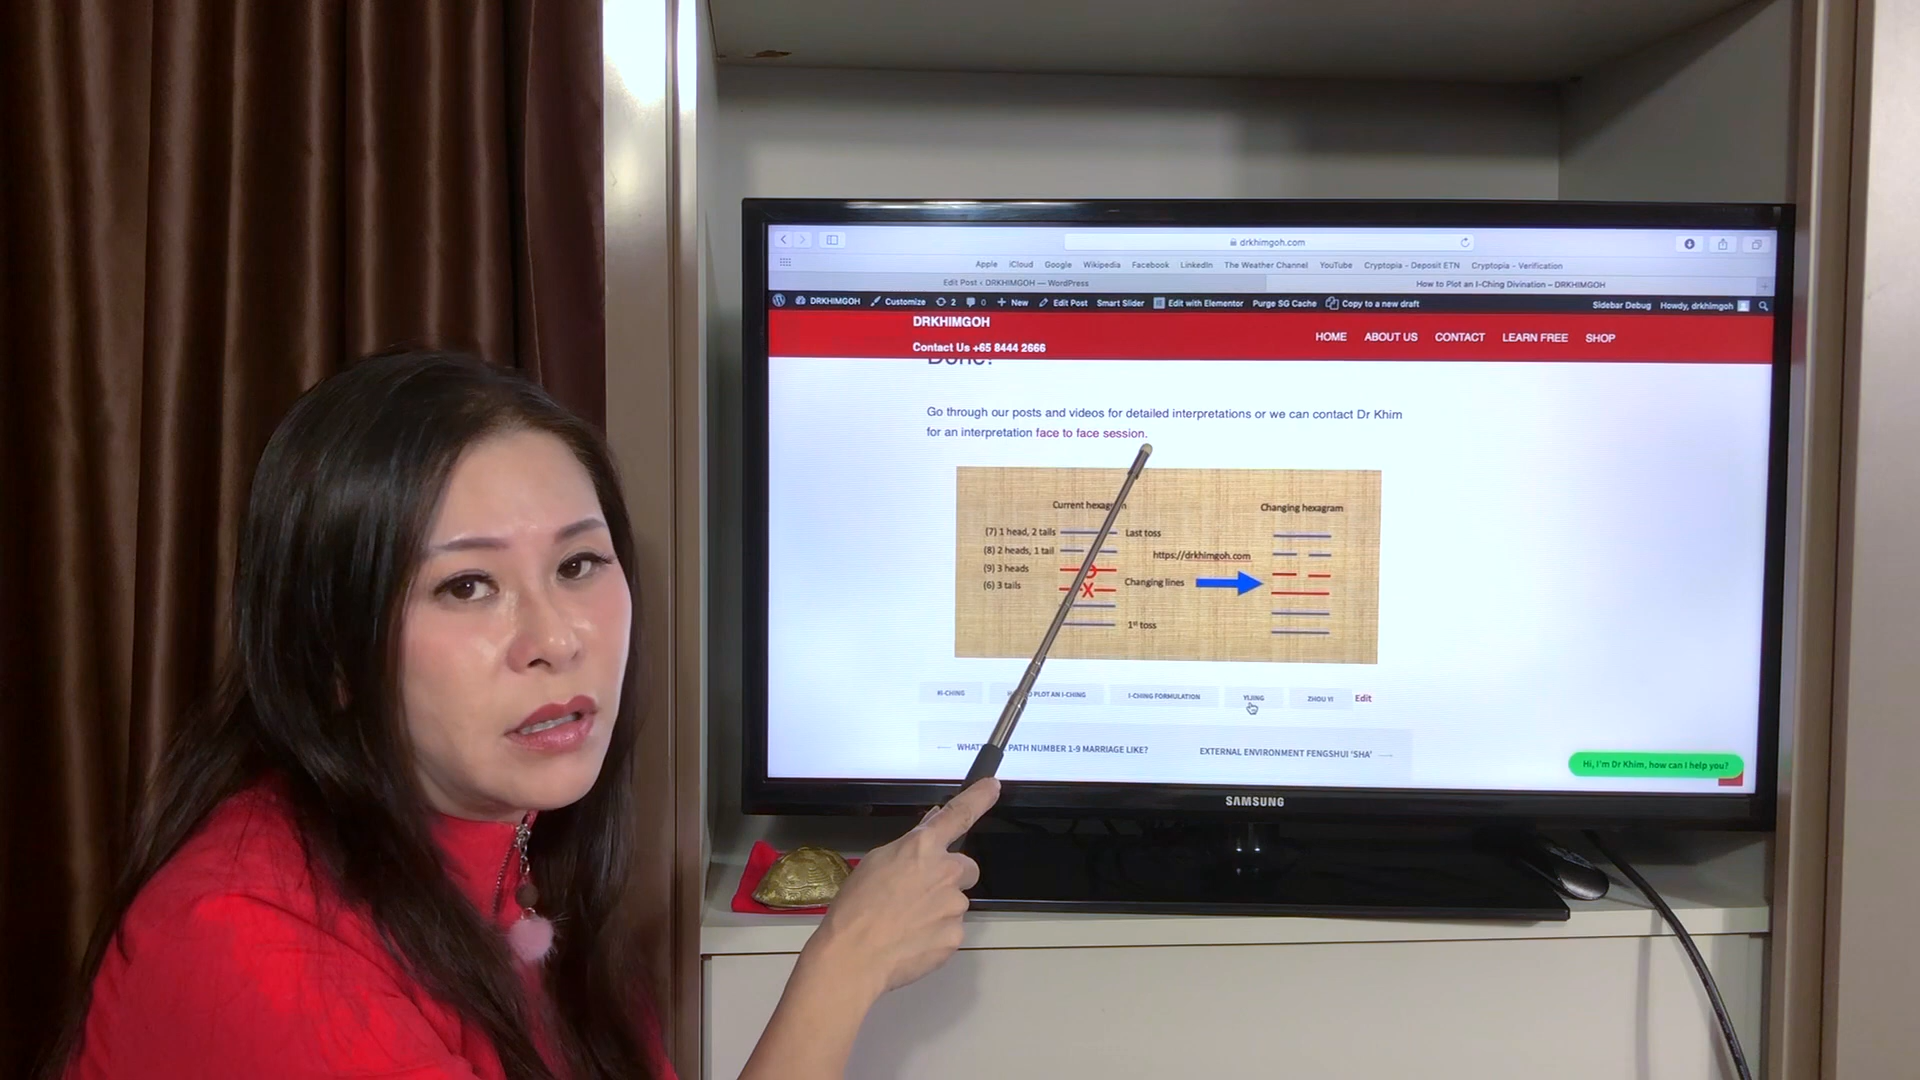 drkhimgoh.com
Apple iCloud Google Wikipedia Facebook LinkedIn The Weather Channel YouTube Cryptopia – Deposit ETN Cryptopia – Verification
Edit Post ‹ DRKHIMGOH — WordPress
How to Plot an I-Ching Divination – DRKHIMGOH
DRKHIMGOH Customize 2 0 New Edit Post Smart Slider Edit with Elementor Purge SG Cache Copy to a new draft Sidebar Debug Howdy, drkhimgoh
DRKHIMGOH
Contact Us +65 8444 2666
HOME ABOUT US CONTACT LEARN FREE SHOP
Done!
Go through our posts and videos for detailed interpretations or we can contact Dr Khim
for an interpretation face to face session.
Current
Changing hexagram
(7) 1 head, 2 tails
Last toss
(8) 2 heads, 1 tail
https://drkhimgoh.com
(9) 3 heads
(6) 3 tails
Changing lines
1st toss
PLOT AN I-CHING
I-CHING FORMULATION
YIJING
ZHOU YI
Edit
PATH NUMBER 1-9 MARRIAGE LIKE?
EXTERNAL ENVIRONMENT FENGSHUI 'SHA'
Hi, I'm Dr Khim, how can I help you?
SAMSUNG